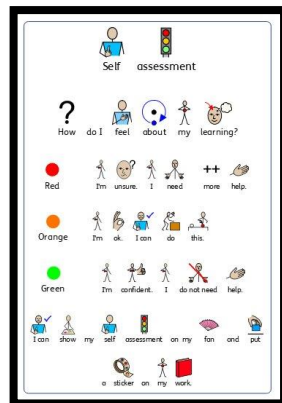 Self assessment
How do I feel about my learning?
Red I'm unsure. I need more help.
Orange I'm ok. I can do this.
Green I'm confident. I do not need help.
I can show my self assessment on my fan and put
a sticker on my work.